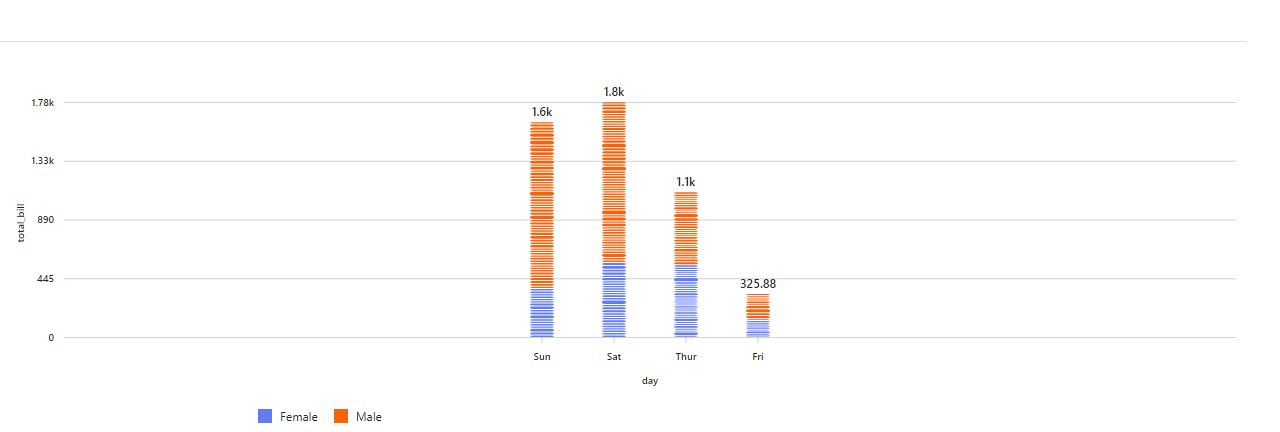 1.8k
1.78k
1.6k
1.33k
1.1k
890
total_bill
445
325.88
0
Sun Sat Thur Fri
day
Female Male